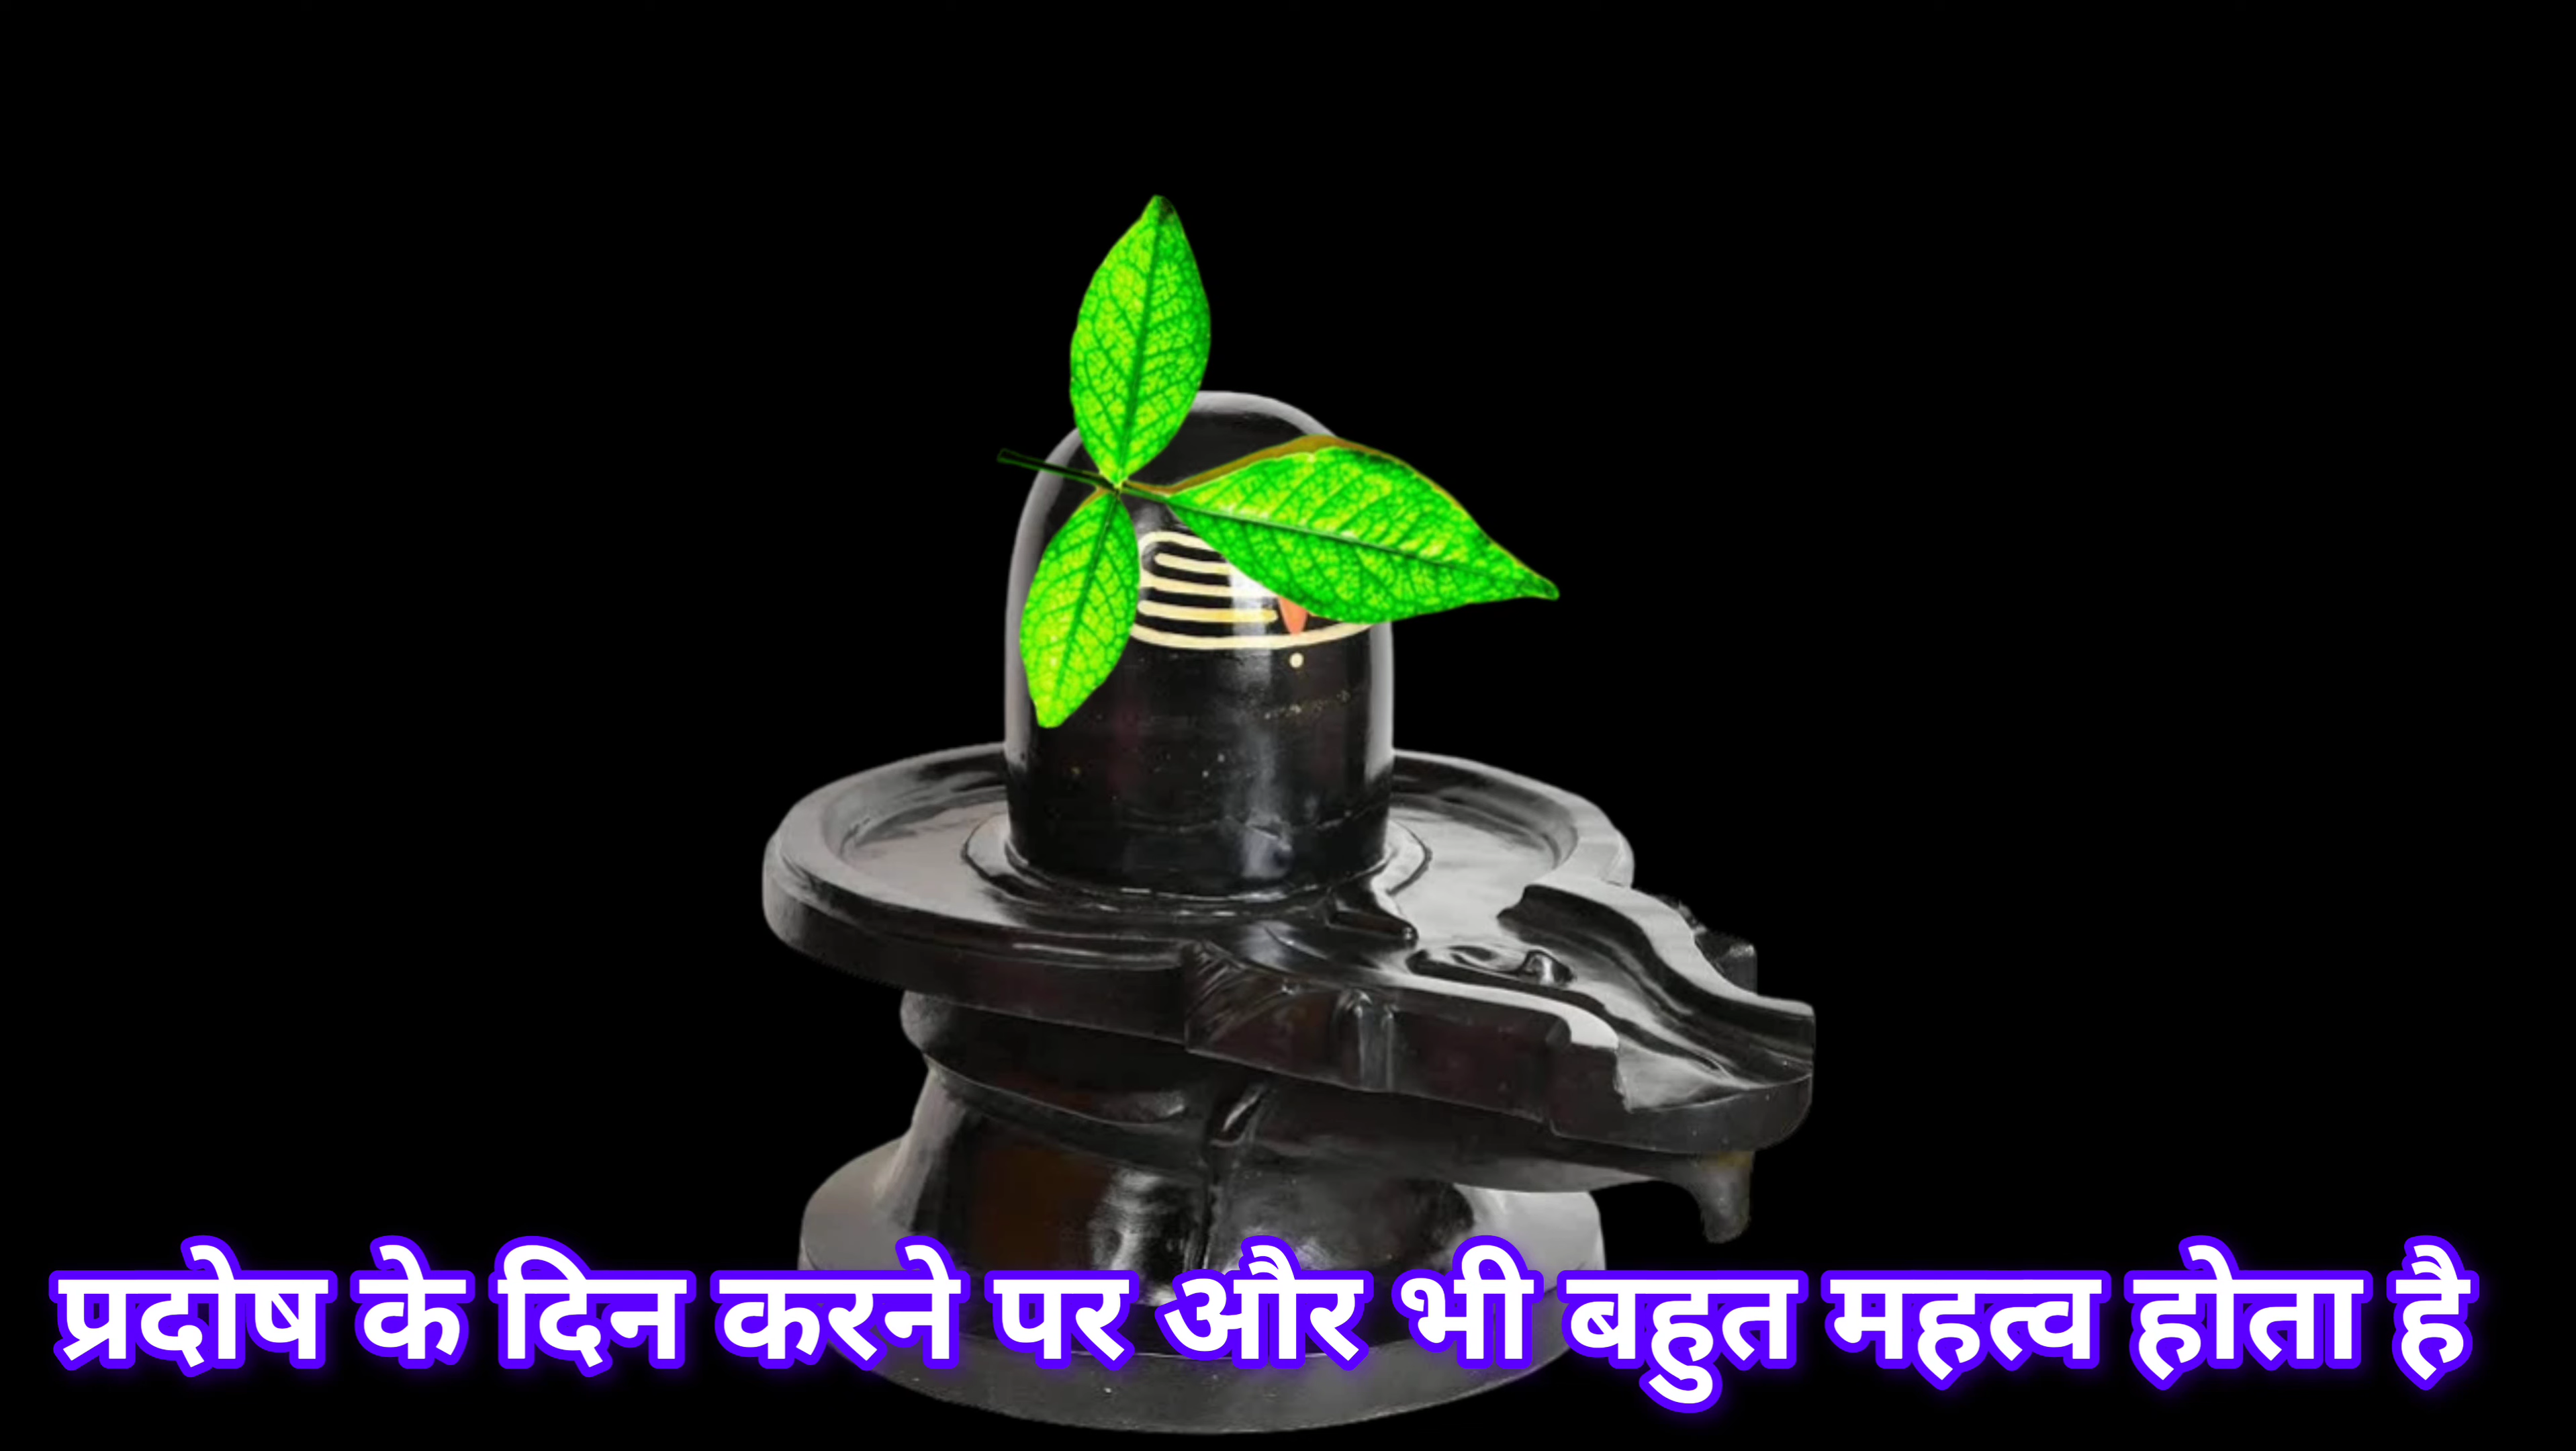 प्रदोष के दिन करने पर और भी बहुत महत्व होता है